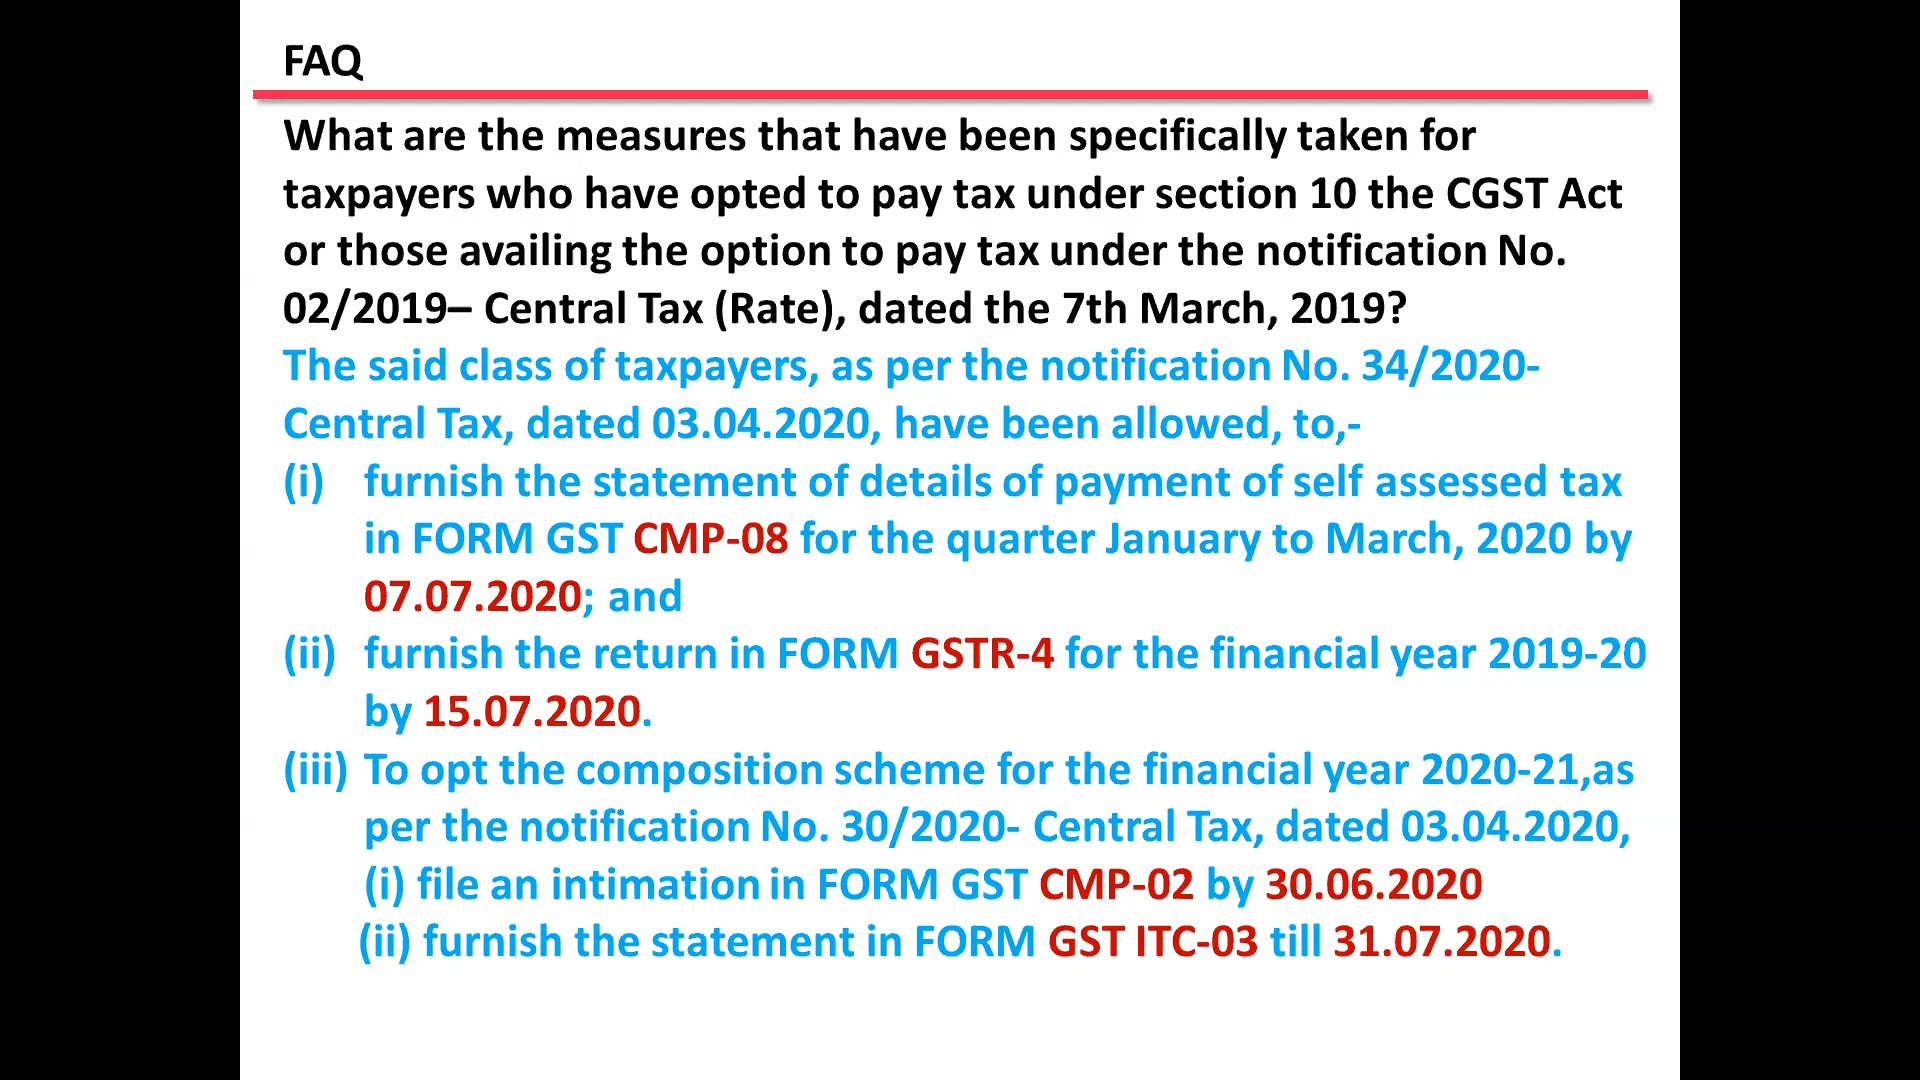 FAQ
What are the measures that have been specifically taken for
taxpayers who have opted to pay tax under section 10 the CGST Act
or those availing the option to pay tax under the notification No.
02/2019– Central Tax (Rate), dated the 7th March, 2019?
The said class of taxpayers, as per the notification No. 34/2020-
Central Tax, dated 03.04.2020, have been allowed, to,-
(i) furnish the statement of details of payment of self assessed tax
in FORM GST CMP-08 for the quarter January to March, 2020 by
07.07.2020; and
(ii) furnish the return in FORM GSTR-4 for the financial year 2019-20
by 15.07.2020.
(iii) To opt the composition scheme for the financial year 2020-21,as
per the notification No. 30/2020- Central Tax, dated 03.04.2020,
(i) file an intimation in FORM GST CMP-02 by 30.06.2020
(ii) furnish the statement in FORM GST ITC-03 till 31.07.2020.